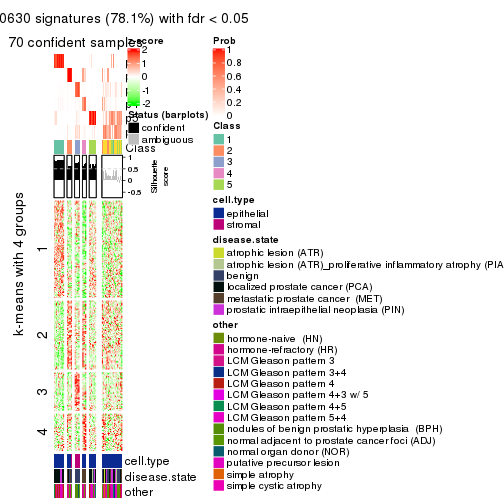 0630 signatures (78.1%) with fdr < 0.05
70 confident samples
z-score
2
1
0
-1
-2
Prob
1
0.8
0.6
0.4
0.2
0
Status (barplots)
confident
ambiguous
Class
1
0.5
0
-0.5
Silhouette
score
Class
1
2
3
4
5
cell.type
epithelial
stromal
disease.state
atrophic lesion (ATR)
atrophic lesion (ATR)_proliferative inflammatory atrophy (PIA
benign
localized prostate cancer (PCA)
metastatic prostate cancer (MET)
prostatic intraepithelial neoplasia (PIN)
other
hormone-naive (HN)
hormone-refractory (HR)
LCM Gleason pattern 3
LCM Gleason pattern 3+4
LCM Gleason pattern 4
LCM Gleason pattern 4+3 w/ 5
LCM Gleason pattern 4+5
LCM Gleason pattern 5+4
nodules of benign prostatic hyperplasia (BPH)
normal adjacent to prostate cancer foci (ADJ)
normal organ donor (NOR)
putative precursor lesion
simple atrophy
simple cystic atrophy
k-means with 4 groups
1
2
3
4
cell.type
disease.state
other